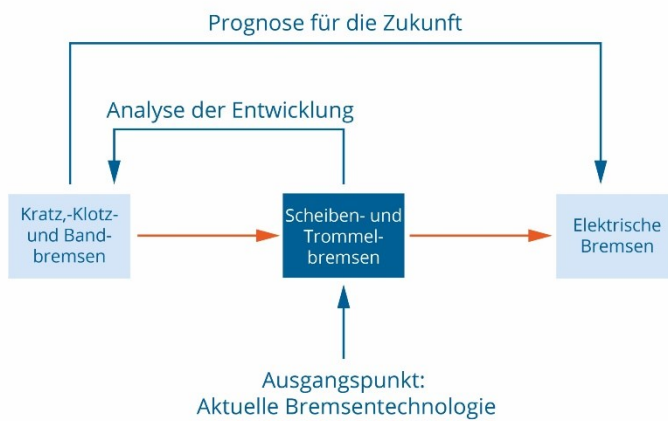 Prognose für die Zukunft
Analyse der Entwicklung
Kratz,-Klotz-
und Band-
bremsen
Scheiben- und
Trommel-
bremsen
Elektrische
Bremsen
Ausgangspunkt:
Aktuelle Bremsentechnologie